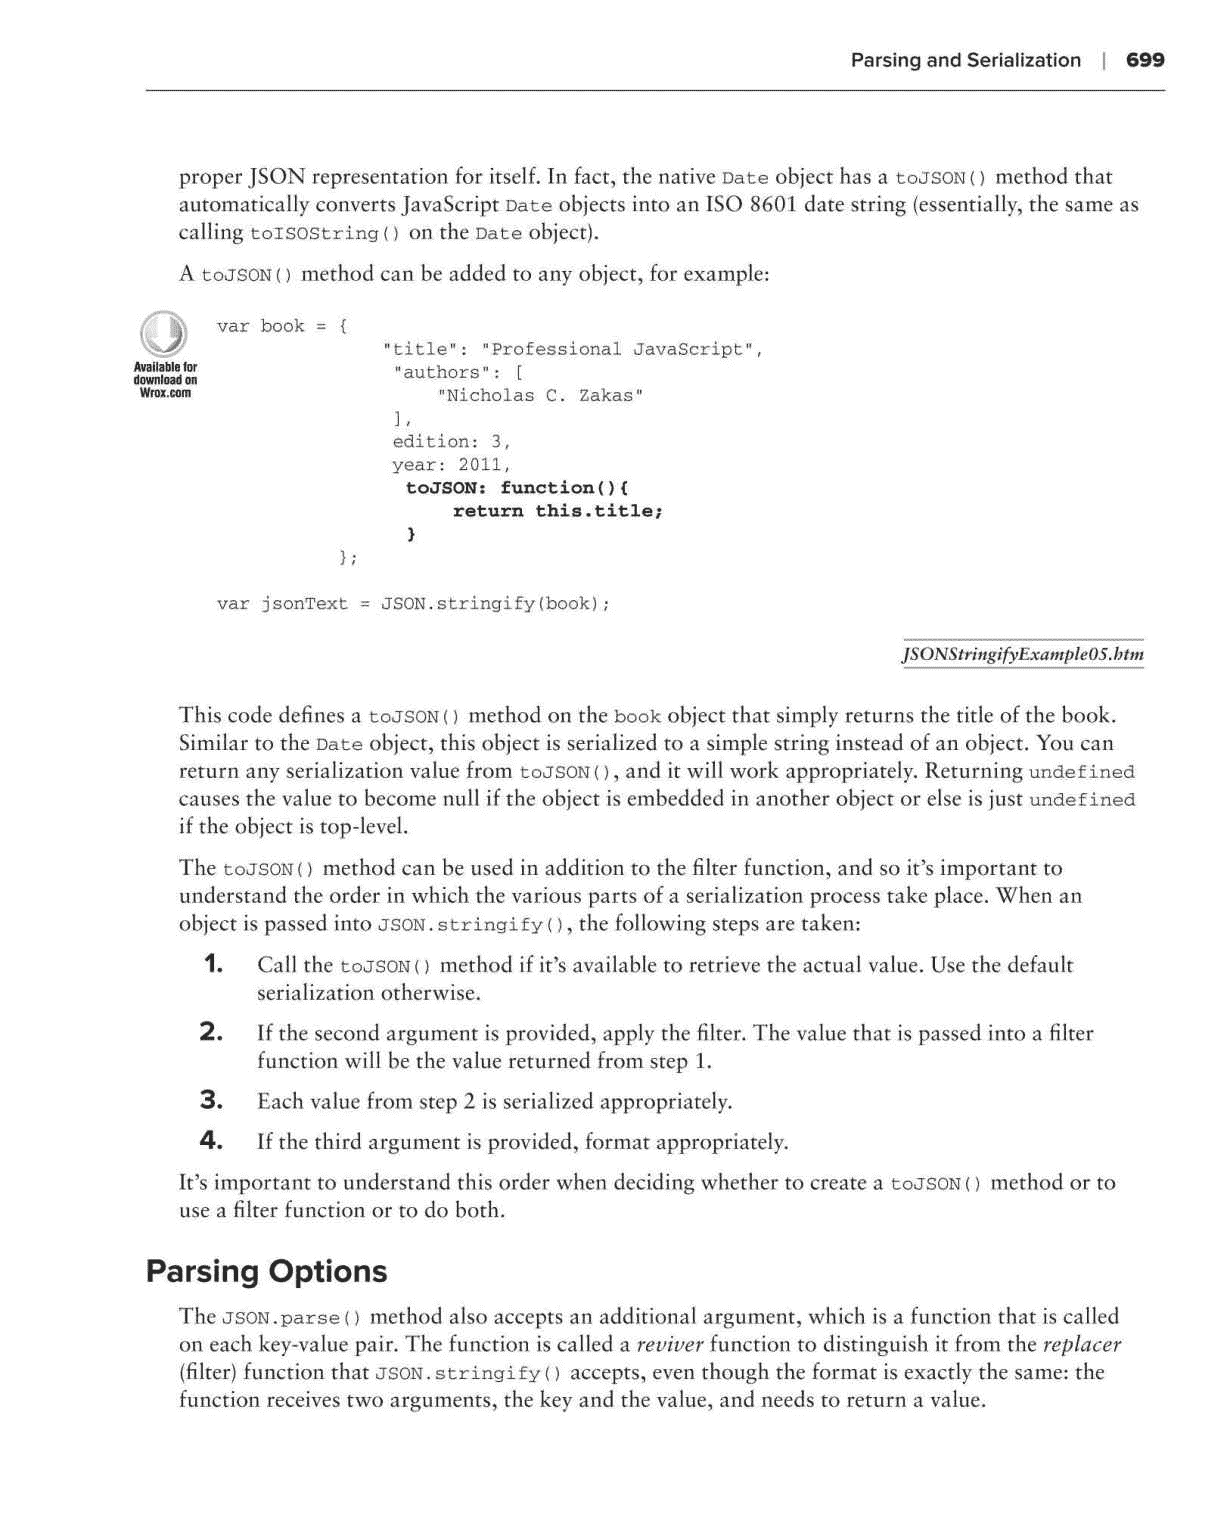 Parsing and Serialization | 699
proper JSON representation for itself. In fact, the native Date object has a toJSON() method that
automatically converts JavaScript Date objects into an ISO 8601 date string (essentially, the same as
calling toISOString() on the Date object).
A toJSON() method can be added to any object, for example:
Available for
download on
Wrox.com
var book = {
"title": "Professional JavaScript",
"authors": [
"Nicholas C. Zakas"
],
edition: 3,
year: 2011,
toJSON: function(){
return this.title;
}
};
var jsonText = JSON.stringify(book);
JSONStringifyExample05.htm
This code defines a toJSON() method on the book object that simply returns the title of the book.
Similar to the Date object, this object is serialized to a simple string instead of an object. You can
return any serialization value from toJSON(), and it will work appropriately. Returning undefined
causes the value to become null if the object is embedded in another object or else is just undefined
if the object is top-level.
The toJSON() method can be used in addition to the filter function, and so it's important to
understand the order in which the various parts of a serialization process take place. When an
object is passed into JSON.stringify(), the following steps are taken:
1. Call the toJSON() method if it's available to retrieve the actual value. Use the default
serialization otherwise.
2. If the second argument is provided, apply the filter. The value that is passed into a filter
function will be the value returned from step 1.
3. Each value from step 2 is serialized appropriately.
4. If the third argument is provided, format appropriately.
It's important to understand this order when deciding whether to create a toJSON() method or to
use a filter function or to do both.
Parsing Options
The JSON.parse() method also accepts an additional argument, which is a function that is called
on each key-value pair. The function is called a reviver function to distinguish it from the replacer
(filter) function that JSON.stringify() accepts, even though the format is exactly the same: the
function receives two arguments, the key and the value, and needs to return a value.